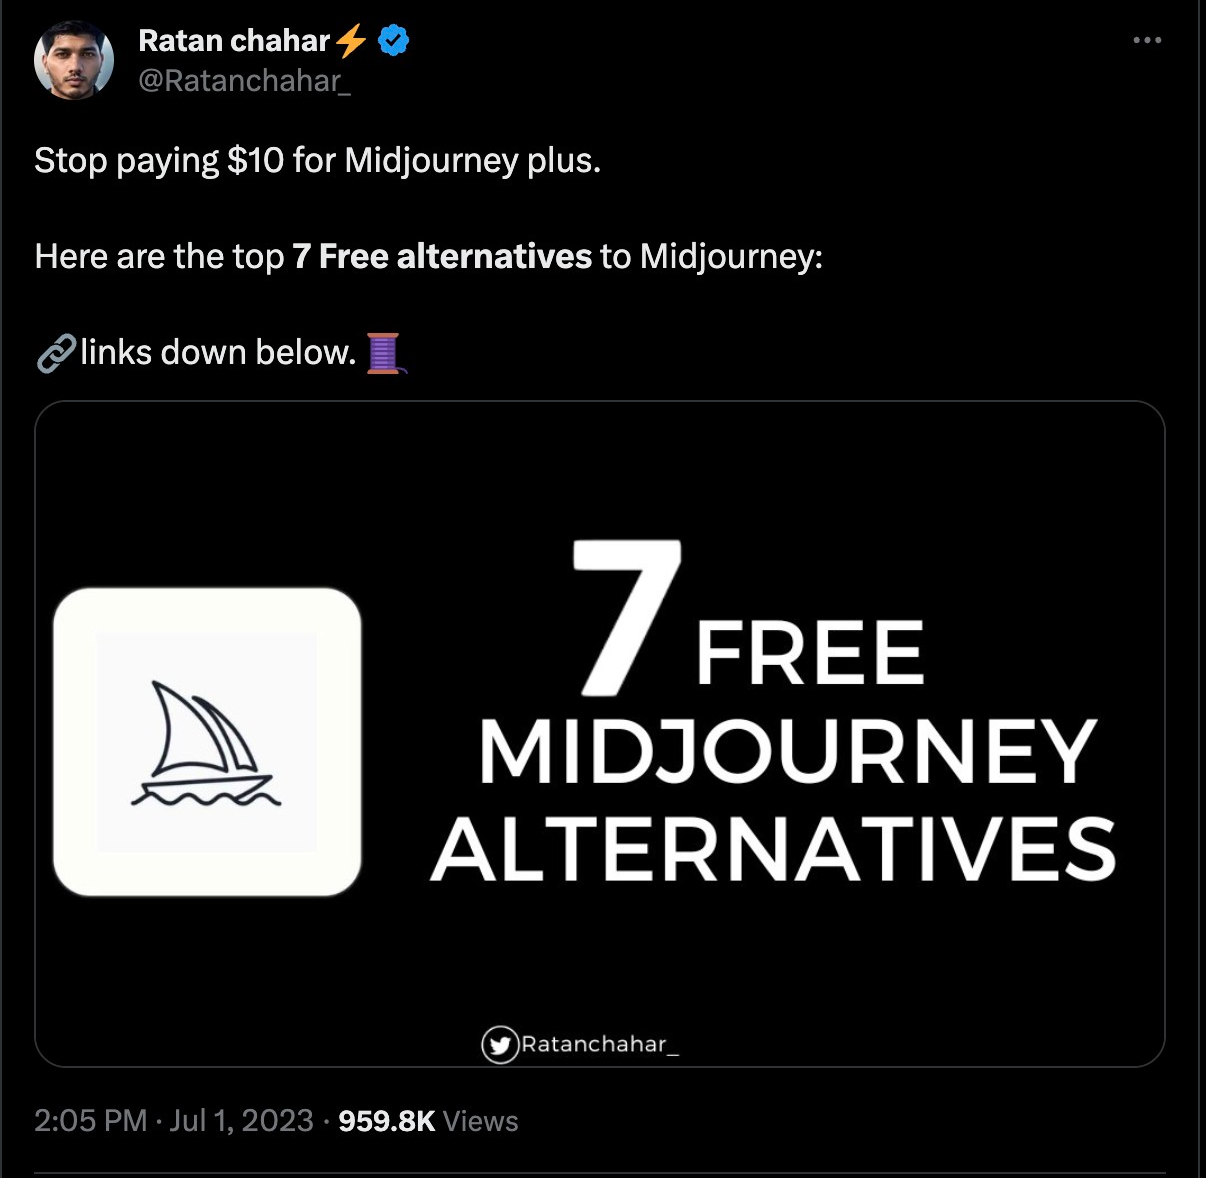 Ratan chahar⚡
@Ratanchahar_
Stop paying $10 for Midjourney plus.
Here are the top 7 Free alternatives to Midjourney:
🔗links down below. 🧵
7 FREE
MIDJOURNEY
ALTERNATIVES
Ratanchahar_
2:05 PM · Jul 1, 2023 · 959.8K Views